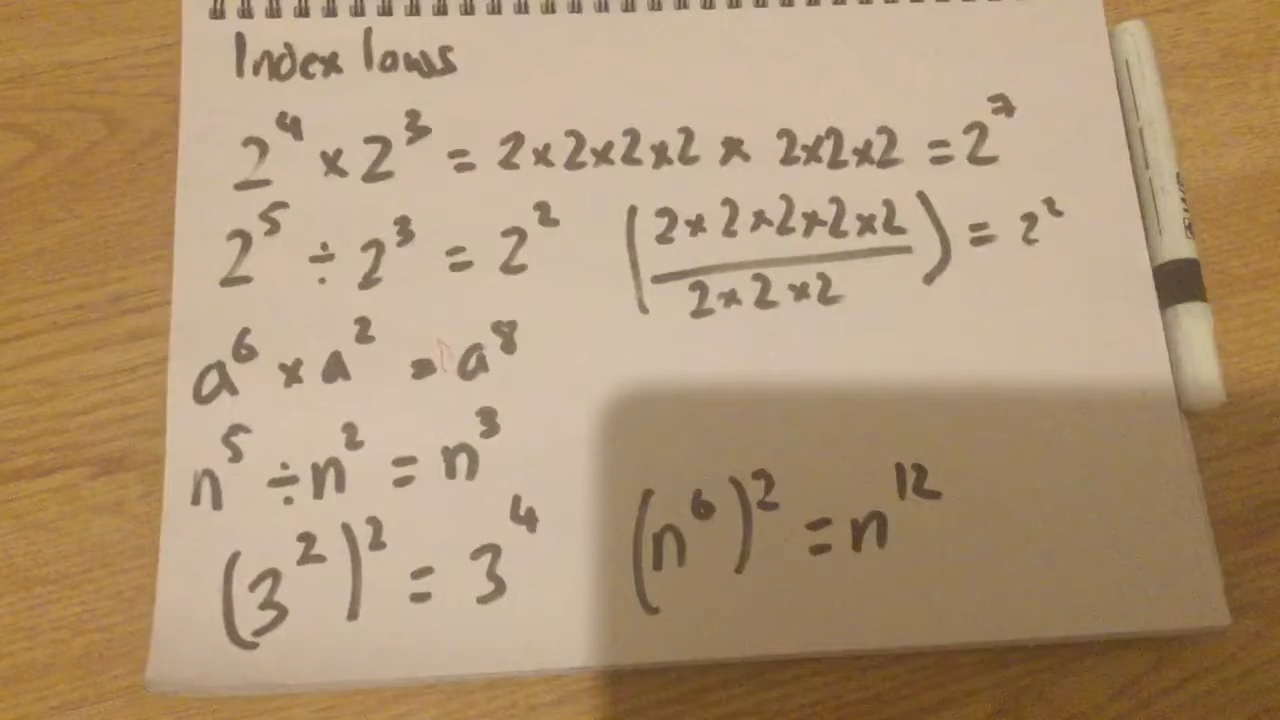 Index laws
2⁴ × 2³ = 2×2×2×2 × 2×2×2 = 2⁷
2⁵ ÷ 2³ = 2² (2×2×2×2×2 / 2×2×2) = 2²
a⁶ × a² = a⁸
n⁵ ÷ n² = n³
(3²)² = 3⁴ (n⁶)² = n¹²